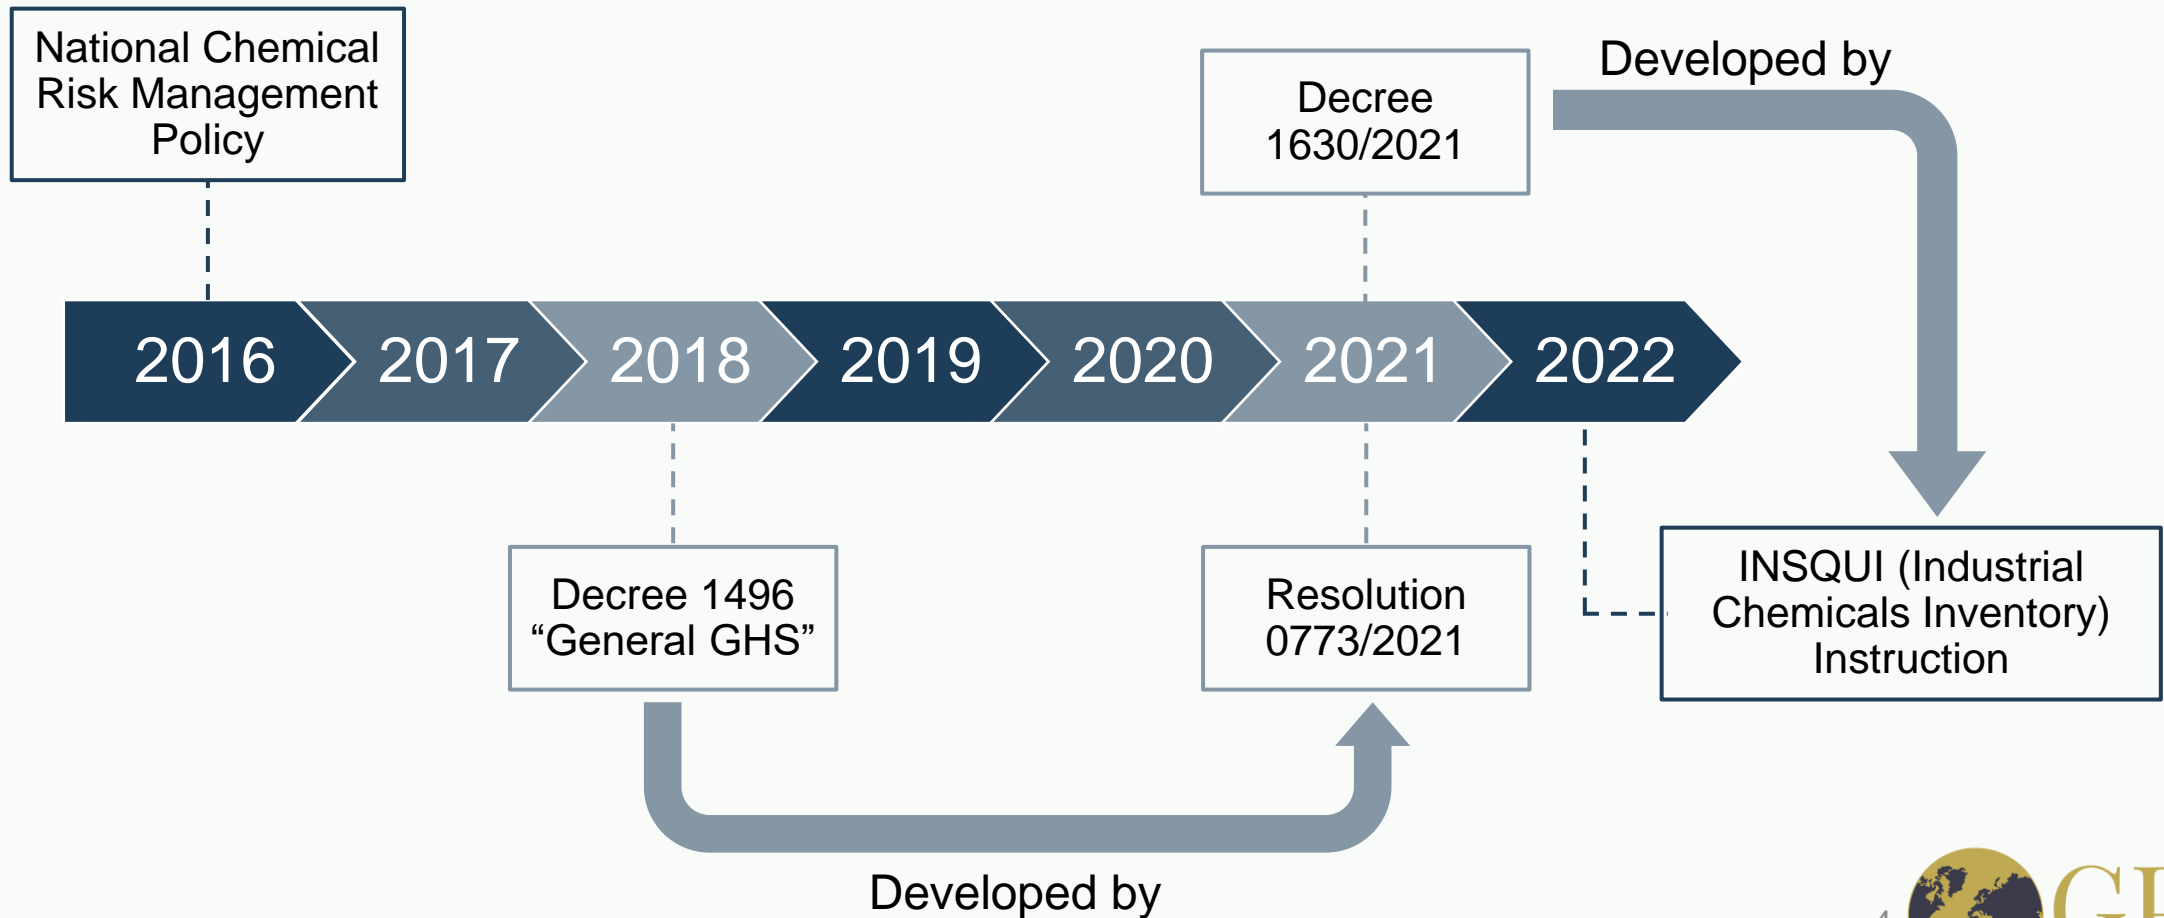 National Chemical
Risk Management
Policy
Decree
1630/2021
Developed by
2016
2017
2018
2019
2020
2021
2022
Decree 1496
“General GHS”
Resolution
0773/2021
INSQUI (Industrial
Chemicals Inventory)
Instruction
Developed by
4